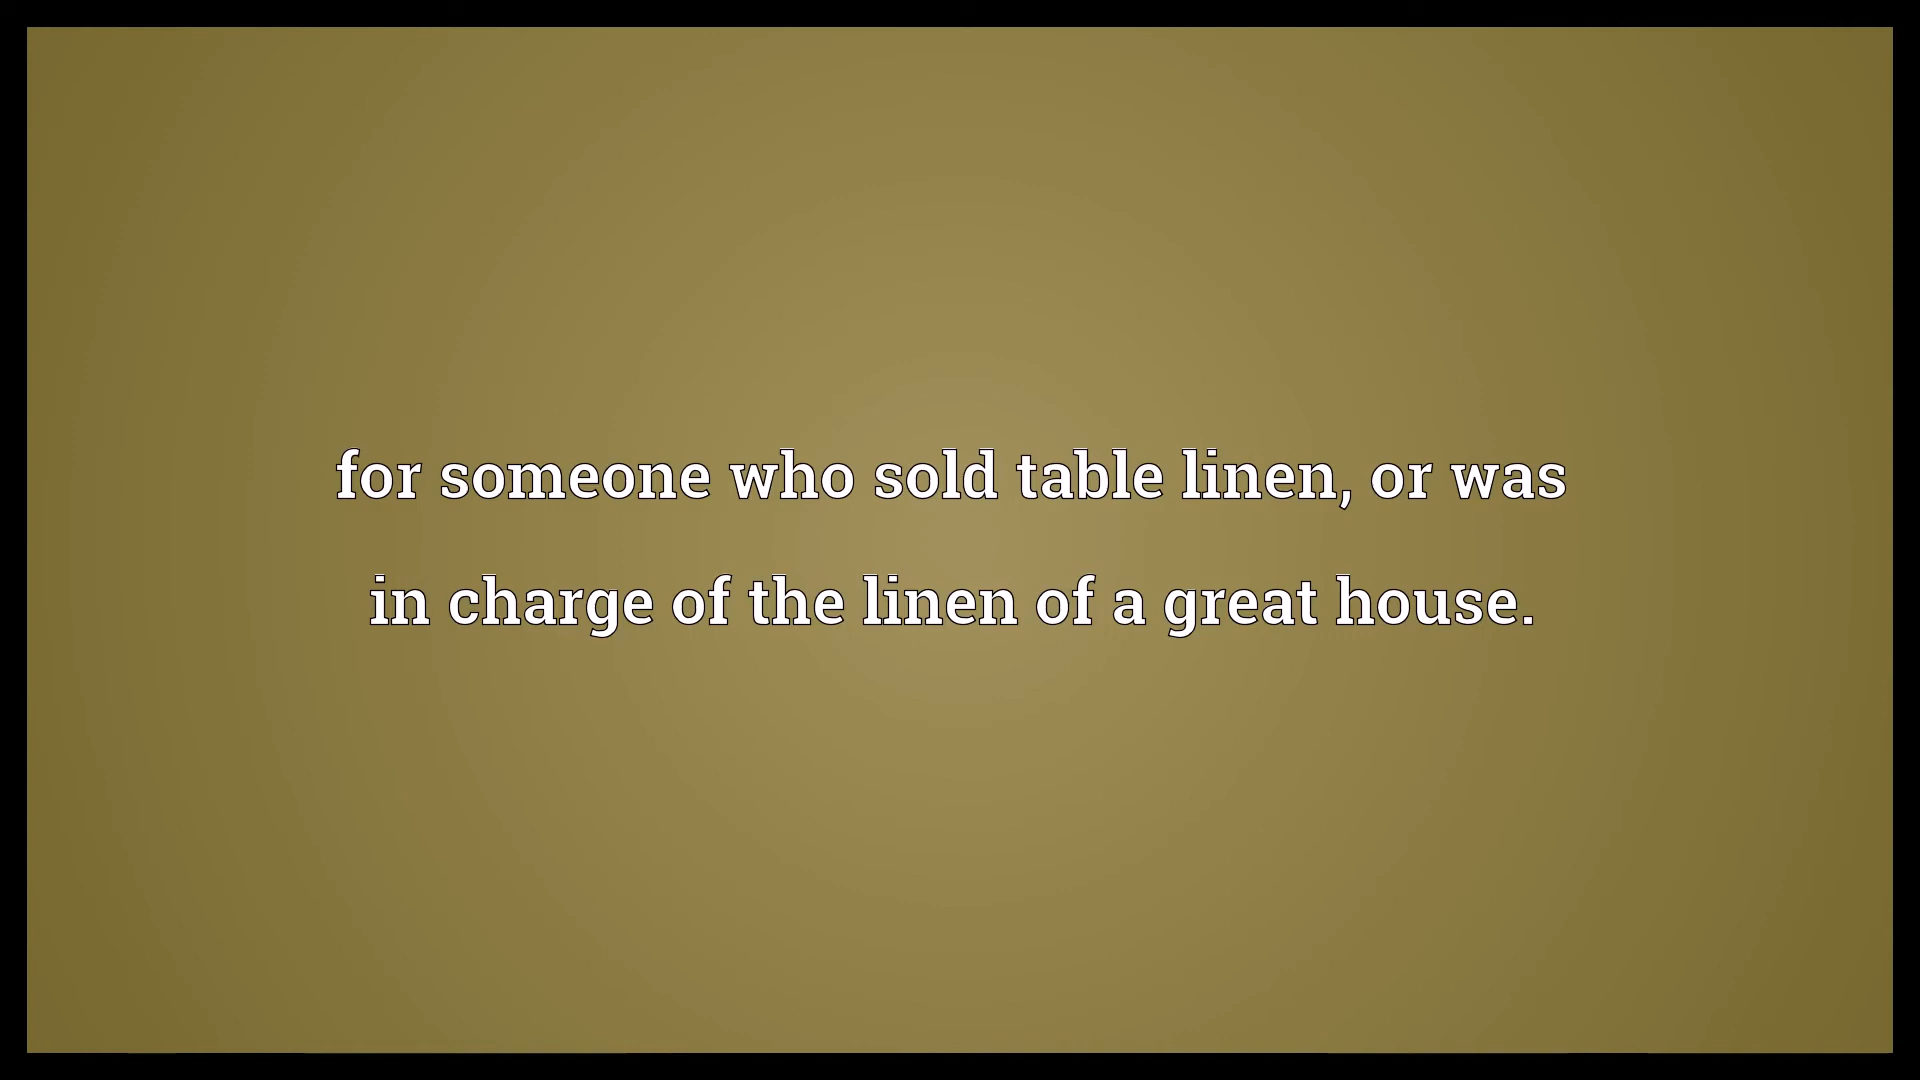 for someone who sold table linen, or was
in charge of the linen of a great house.